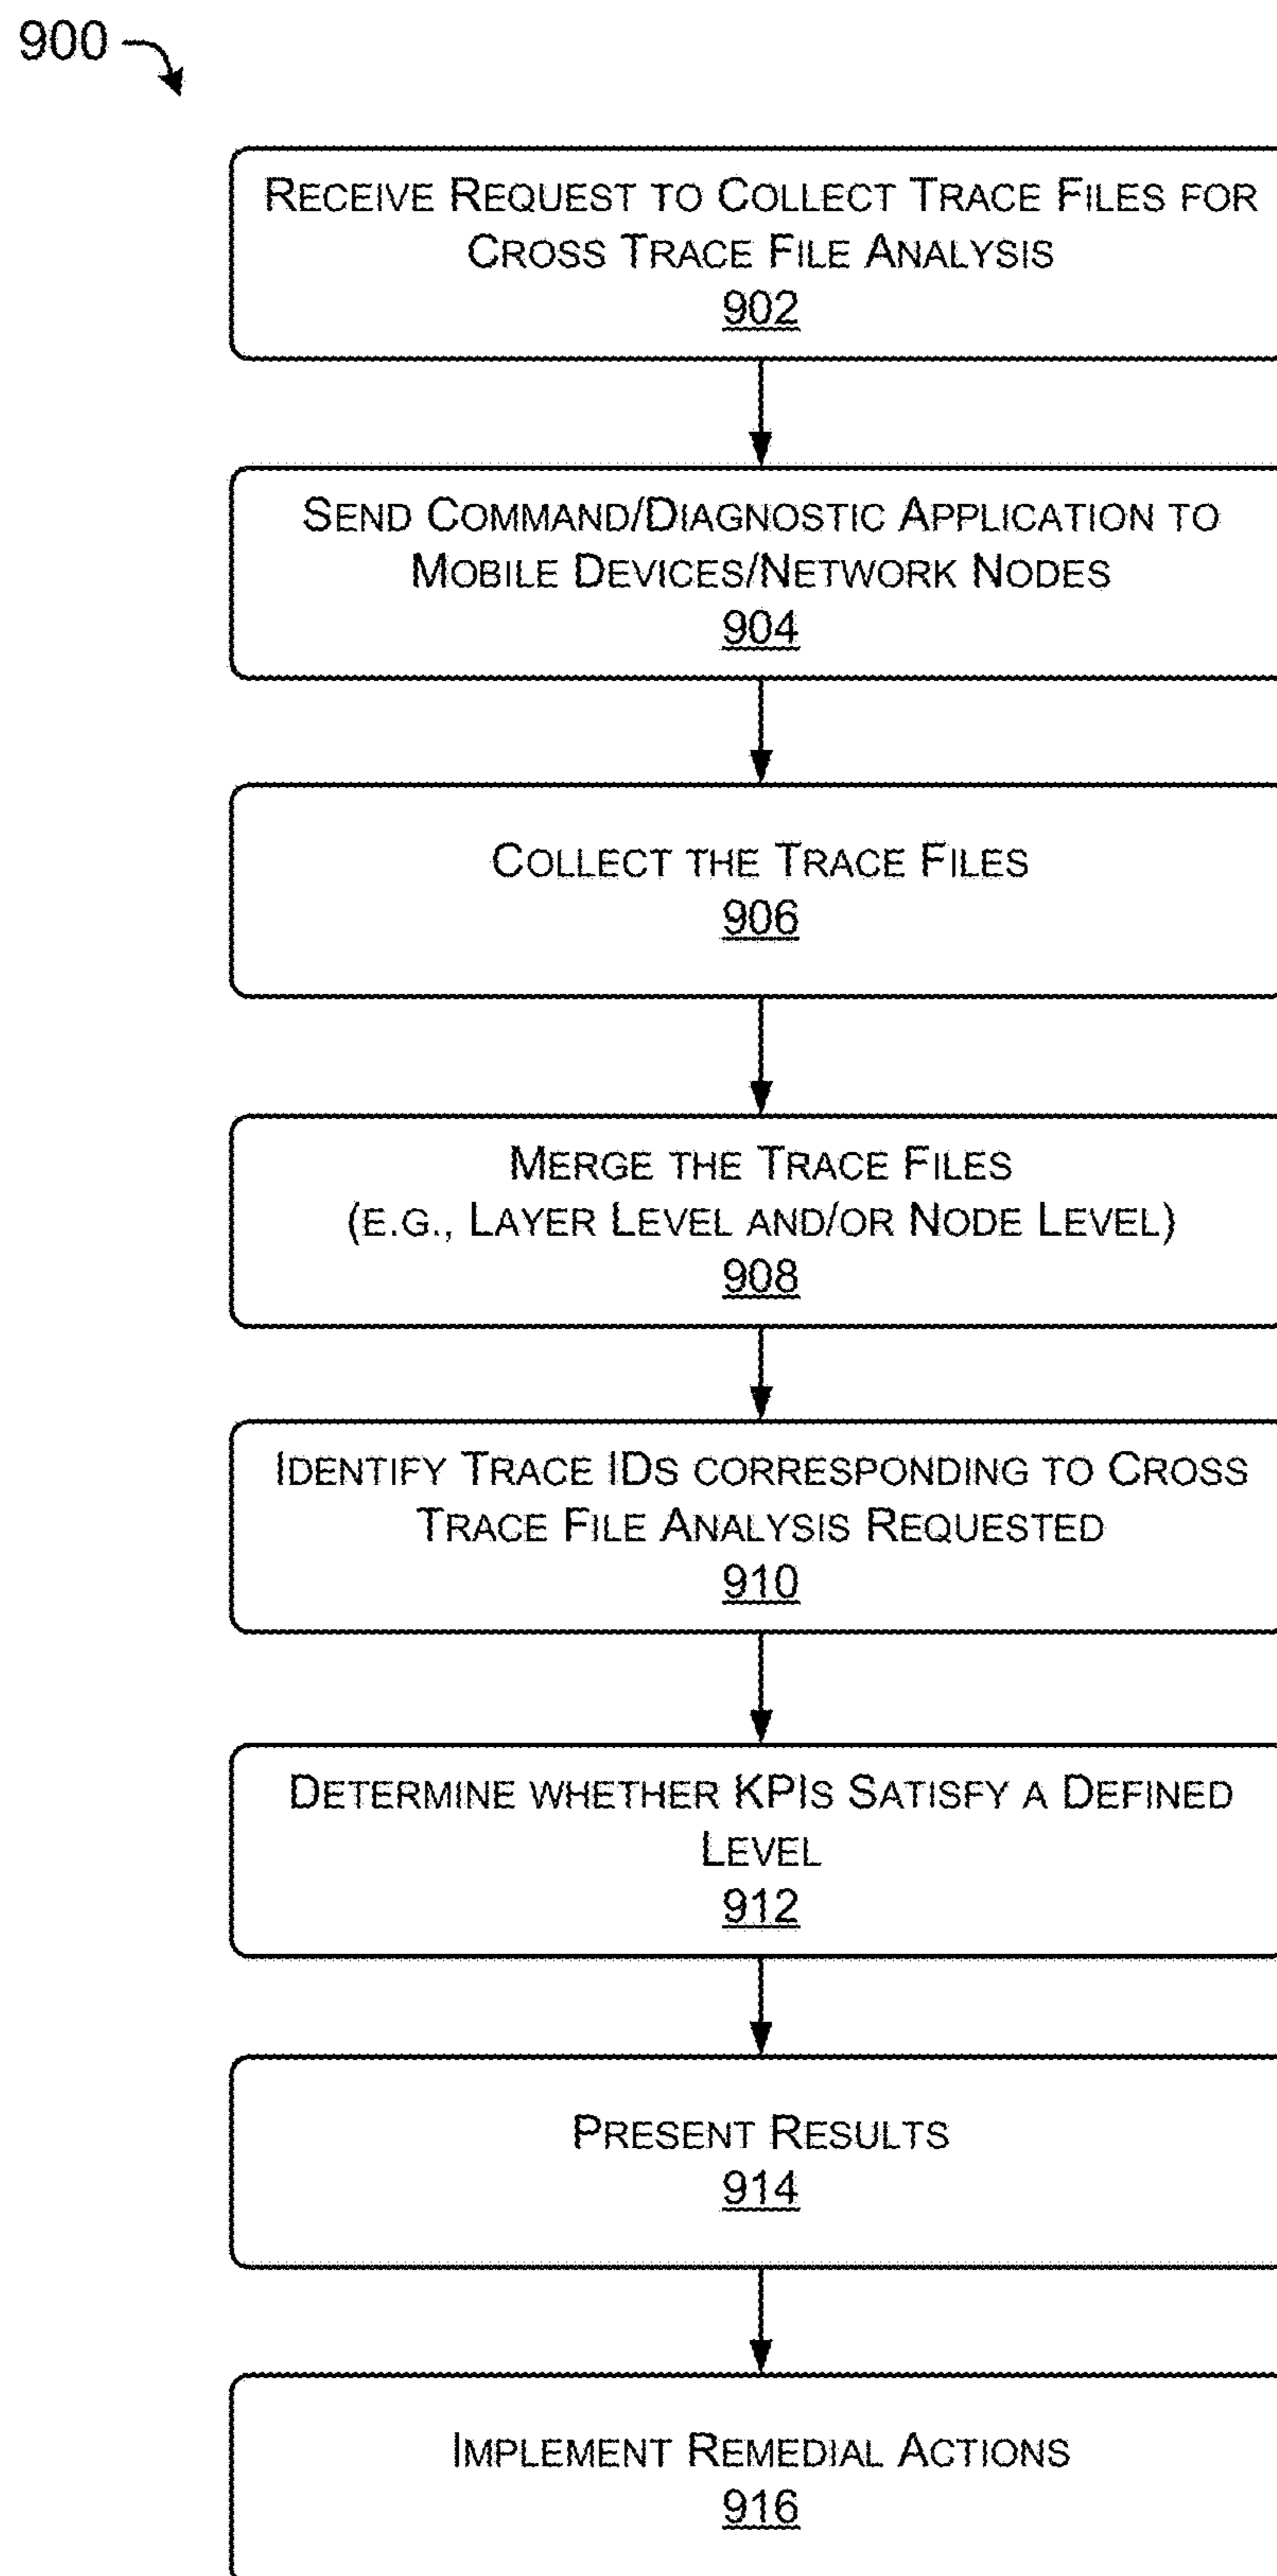 900
Receive Request to Collect Trace Files for
Cross Trace File Analysis
902
Send Command/Diagnostic Application to
Mobile Devices/Network Nodes
904
Collect the Trace Files
906
Merge the Trace Files
(e.g., Layer Level and/or Node Level)
908
Identify Trace IDs corresponding to Cross
Trace File Analysis Requested
910
Determine whether KPIs Satisfy a Defined
Level
912
Present Results
914
Implement Remedial Actions
916